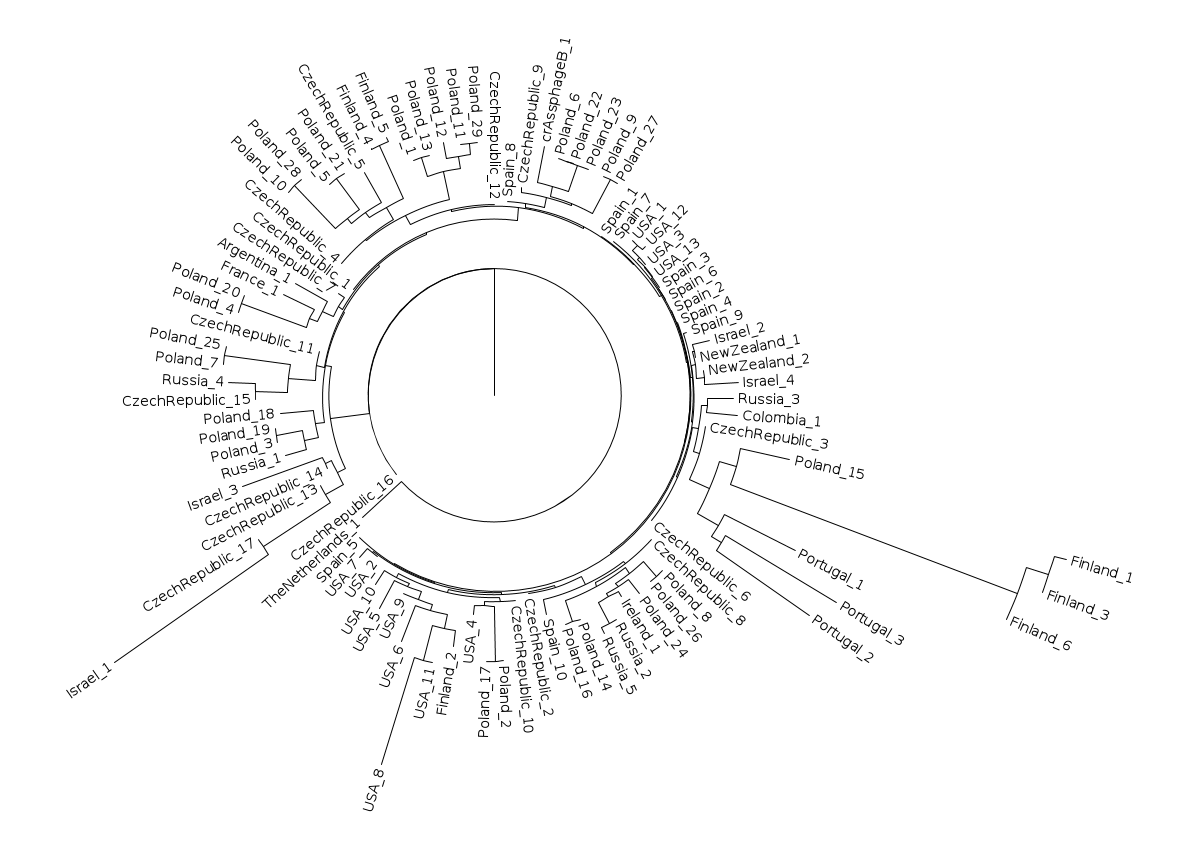 crAssphageB_1
Poland_6
Poland_22
Poland_23
Poland_9
Poland_27
Spain_1
Spain_7
USA_1
USA_12
USA_3
USA_13
Spain_3
Spain_6
Spain_2
Spain_4
Spain_9
Israel_2
NewZealand_1
NewZealand_2
Israel_4
Russia_3
Colombia_1
CzechRepublic_3
Poland_15
Finland_1
Finland_3
Finland_6
Portugal_1
Portugal_3
Portugal_2
CzechRepublic_6
CzechRepublic_8
Poland_8
Poland_26
Poland_24
Ireland_1
Russia_2
Russia_5
Poland_14
Poland_16
Spain_10
CzechRepublic_2
CzechRepublic_10
Poland_2
Poland_17
USA_4
Finland_2
USA_11
USA_8
USA_6
USA_9
USA_5
USA_10
USA_2
USA_7
Spain_5
TheNetherlands_1
CzechRepublic_16
Israel_1
CzechRepublic_17
CzechRepublic_13
CzechRepublic_14
Israel_3
Russia_1
Poland_3
Poland_19
Poland_18
CzechRepublic_15
Russia_4
Poland_7
Poland_25
CzechRepublic_11
Poland_4
Poland_20
France_1
Argentina_1
CzechRepublic_7
CzechRepublic_1
CzechRepublic_4
Poland_10
Poland_28
Poland_5
Poland_21
CzechRepublic_5
Finland_4
Finland_5
Poland_1
Poland_13
Poland_12
Poland_11
Poland_29
CzechRepublic_12
Spain_8
CzechRepublic_9